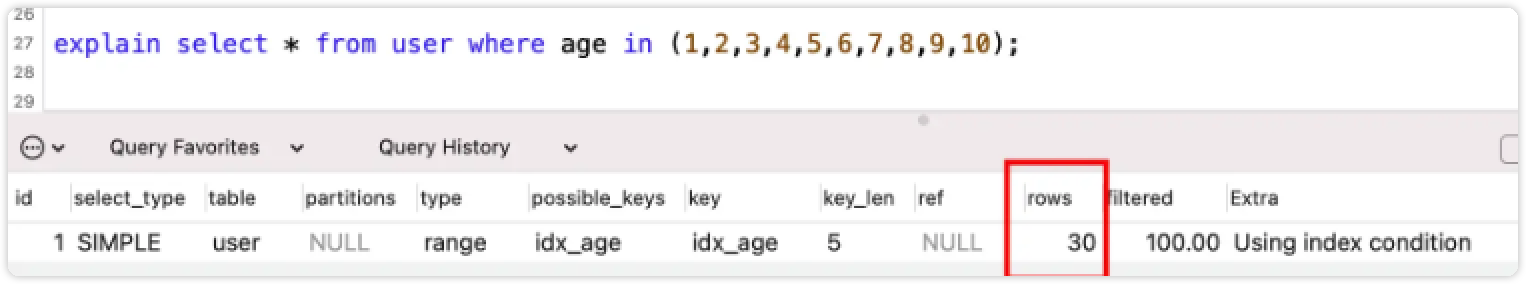 26
27 explain select * from user where age in (1,2,3,4,5,6,7,8,9,10);
28
29
Query Favorites Query History
id select_type table partitions type possible_keys key key_len ref rows filtered Extra
1 SIMPLE user NULL range idx_age idx_age 5 NULL 30 100.00 Using index condition